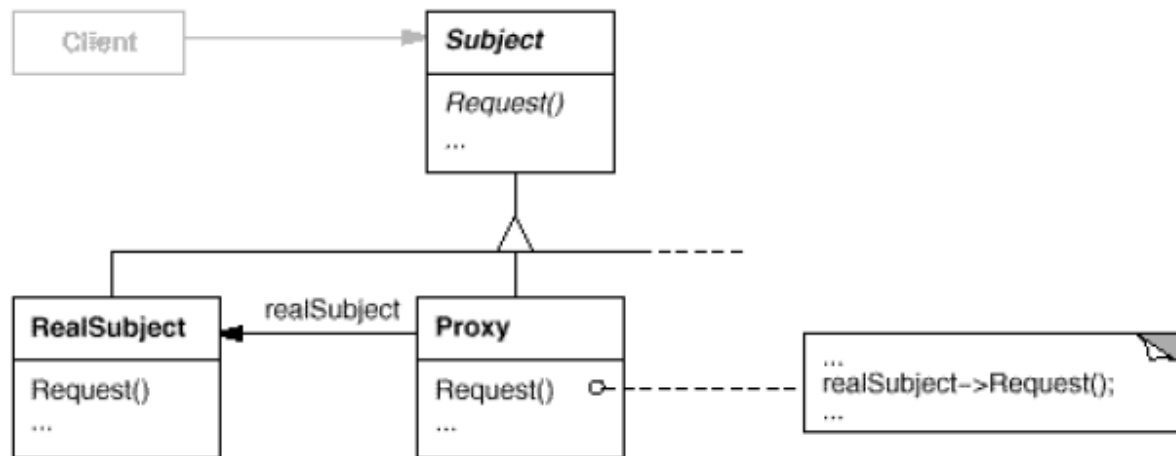 Client
Subject
Request()
...
realSubject
RealSubject
Request()
...
Proxy
Request()
...
...
realSubject->Request();
...